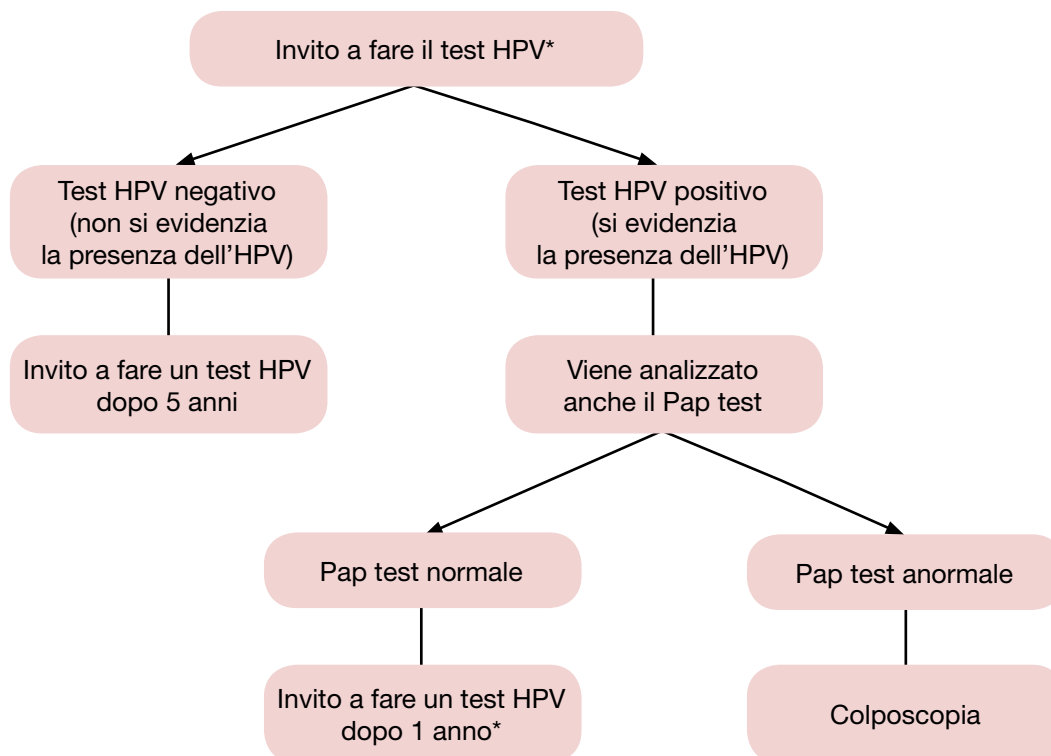 Invito a fare il test HPV*
Test HPV negativo
(non si evidenzia
la presenza dell’HPV)
Test HPV positivo
(si evidenzia
la presenza dell’HPV)
Invito a fare un test HPV
dopo 5 anni
Viene analizzato
anche il Pap test
Pap test normale
Pap test anormale
Invito a fare un test HPV
dopo 1 anno*
Colposcopia